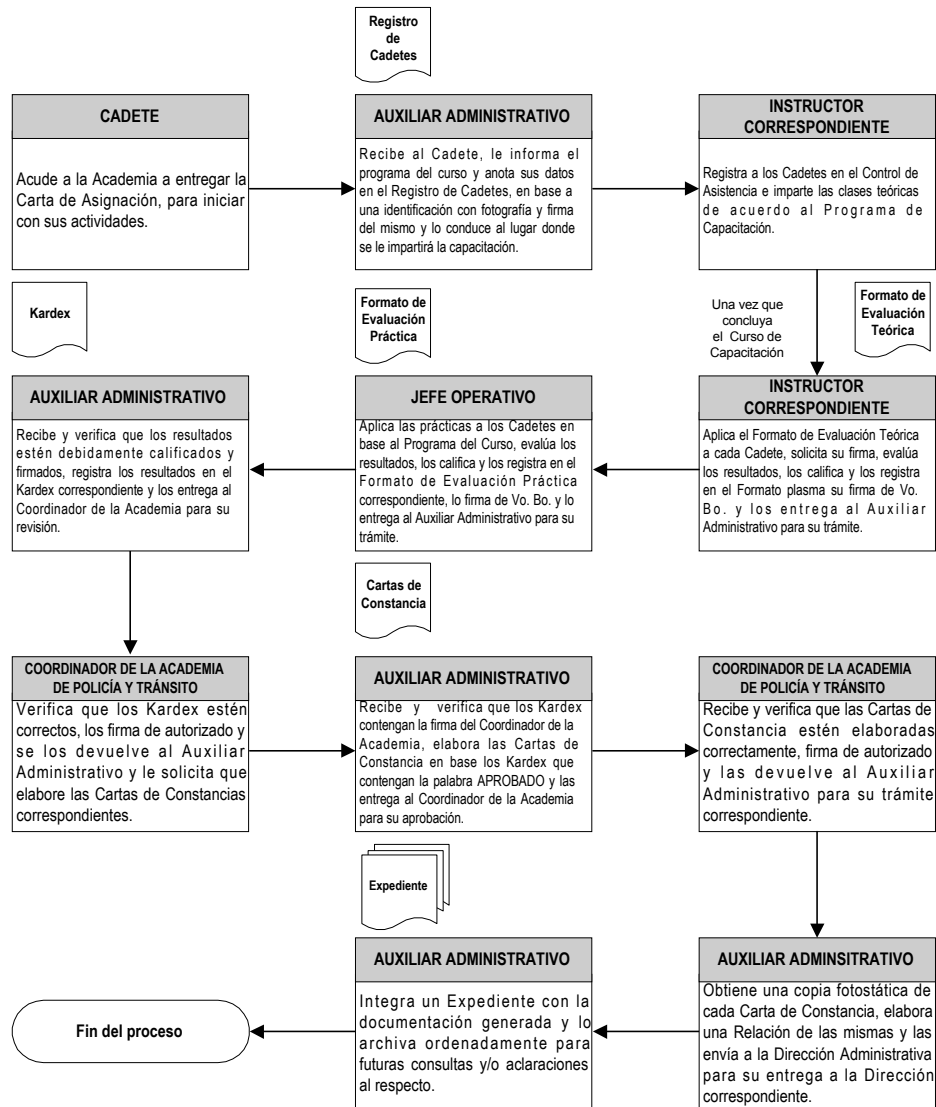 Registro
de
Cadetes
CADETE
Acude a la Academia a entregar la
Carta de Asignación, para iniciar
con sus actividades.
AUXILIAR ADMINISTRATIVO
Recibe al Cadete, le informa el
programa del curso y anota sus datos
en el Registro de Cadetes, en base a
una identificación con fotografía y firma
del mismo y lo conduce al lugar donde
se le impartirá la capacitación.
INSTRUCTOR
CORRESPONDIENTE
Registra a los Cadetes en el Control de
Asistencia e imparte las clases teóricas
de acuerdo al Programa de
Capacitación.
Una vez que
concluya
el Curso de
Capacitación
Formato de
Evaluación
Teórica
INSTRUCTOR
CORRESPONDIENTE
Aplica el Formato de Evaluación Teórica
a cada Cadete, solicita su firma, evalúa
los resultados, los califica y los registra
en el Formato plasma su firma de Vo.
Bo. y los entrega al Auxiliar
Administrativo para su trámite.
Formato de
Evaluación
Práctica
JEFE OPERATIVO
Aplica las prácticas a los Cadetes en
base al Programa del Curso, evalúa los
resultados, los califica y los registra en el
Formato de Evaluación Práctica
correspondiente, lo firma de Vo. Bo. y lo
entrega al Auxiliar Administrativo para su
trámite.
Kardex
AUXILIAR ADMINISTRATIVO
Recibe y verifica que los resultados
estén debidamente calificados y
firmados, registra los resultados en el
Kardex correspondiente y los entrega al
Coordinador de la Academia para su
revisión.
COORDINADOR DE LA ACADEMIA
DE POLICÍA Y TRÁNSITO
Verifica que los Kardex estén
correctos, los firma de autorizado y
se los devuelve al Auxiliar
Administrativo y le solicita que
elabore las Cartas de Constancias
correspondientes.
Cartas de
Constancia
AUXILIAR ADMINISTRATIVO
Recibe y verifica que los Kardex
contengan la firma del Coordinador de la
Academia, elabora las Cartas de
Constancia en base los Kardex que
contengan la palabra APROBADO y las
entrega al Coordinador de la Academia
para su aprobación.
COORDINADOR DE LA ACADEMIA
DE POLICÍA Y TRÁNSITO
Recibe y verifica que las Cartas de
Constancia estén elaboradas
correctamente, firma de autorizado
y las devuelve al Auxiliar
Administrativo para su trámite
correspondiente.
AUXILIAR ADMINSITRATIVO
Obtiene una copia fotostática de
cada Carta de Constancia, elabora
una Relación de las mismas y las
envía a la Dirección Administrativa
para su entrega a la Dirección
correspondiente.
Expediente
AUXILIAR ADMINISTRATIVO
Integra un Expediente con la
documentación generada y lo
archiva ordenadamente para
futuras consultas y/o aclaraciones
al respecto.
Fin del proceso